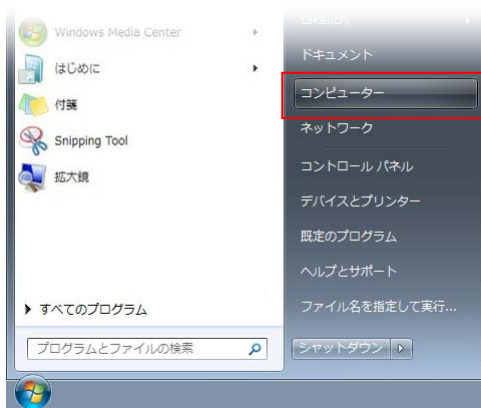 Windows Media Center
はじめに
付箋
Snipping Tool
拡大鏡
すべてのプログラム
プログラムとファイルの検索
ドキュメント
コンピューター
ネットワーク
コントロール パネル
デバイスとプリンター
既定のプログラム
ヘルプとサポート
ファイル名を指定して実行...
シャットダウン